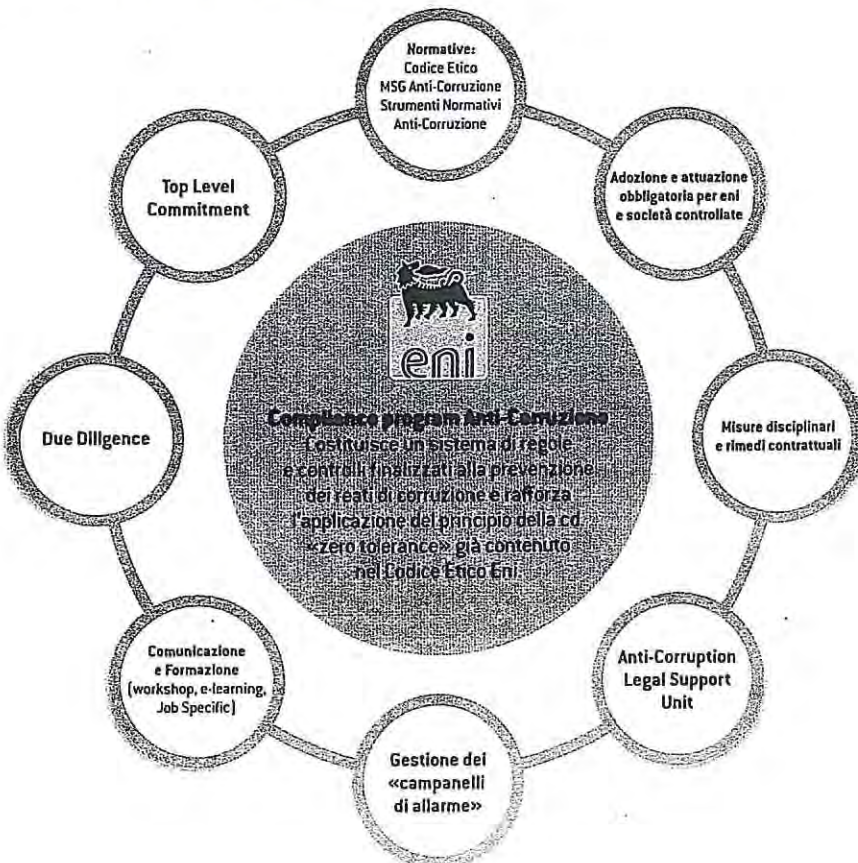 Normative:
Codice Etico
MSG Anti-Corruzione
Strumenti Normativi
Anti-Corruzione
Adozione e attuazione
obbligatoria per eni
e società controllate
Misure disciplinari
e rimedi contrattuali
Anti-Corruption
Legal Support
Unit
Gestione dei
«campanelli
di allarme»
Comunicazione
e Formazione
(workshop, e-learning,
Job Specific)
Due Diligence
Top Level
Commitment
eni
Compliance program Anti-Corruzione
Costituisce un sistema di regole
e controlli finalizzati alla prevenzione
dei reati di corruzione e rafforza
l'applicazione del principio della cd.
«zero tolerance» già contenuto
nel Codice Etico Eni.